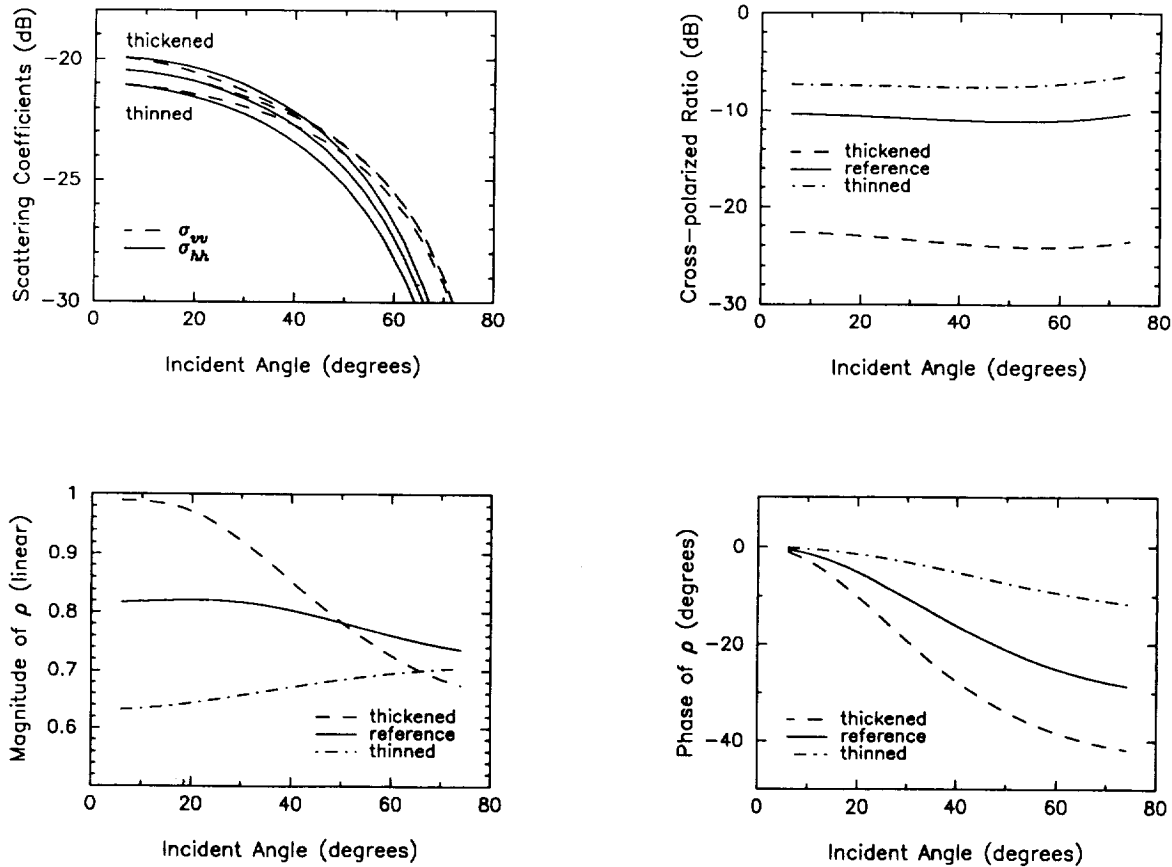 Scattering Coefficients (dB)
-20
-25
-30
thickened
thinned
σvv
σhh
0 20 40 60 80
Incident Angle (degrees)
Cross-polarized Ratio (dB)
0
-10
-20
-30
thickened
reference
thinned
0 20 40 60 80
Incident Angle (degrees)
Magnitude of ρ (linear)
1
0.9
0.8
0.7
0.6
thickened
reference
thinned
0 20 40 60 80
Incident Angle (degrees)
Phase of ρ (degrees)
0
-20
-40
thickened
reference
thinned
0 20 40 60 80
Incident Angle (degrees)